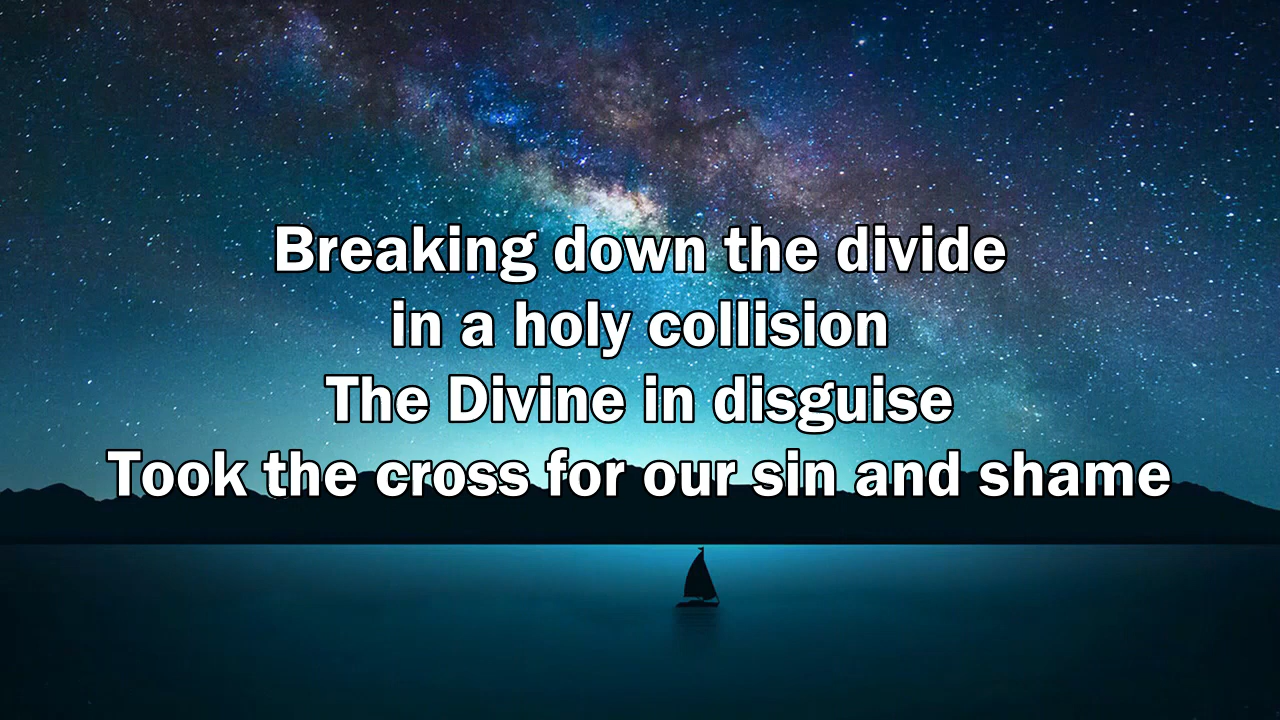 Breaking down the divide
in a holy collision
The Divine in disguise
Took the cross for our sin and shame